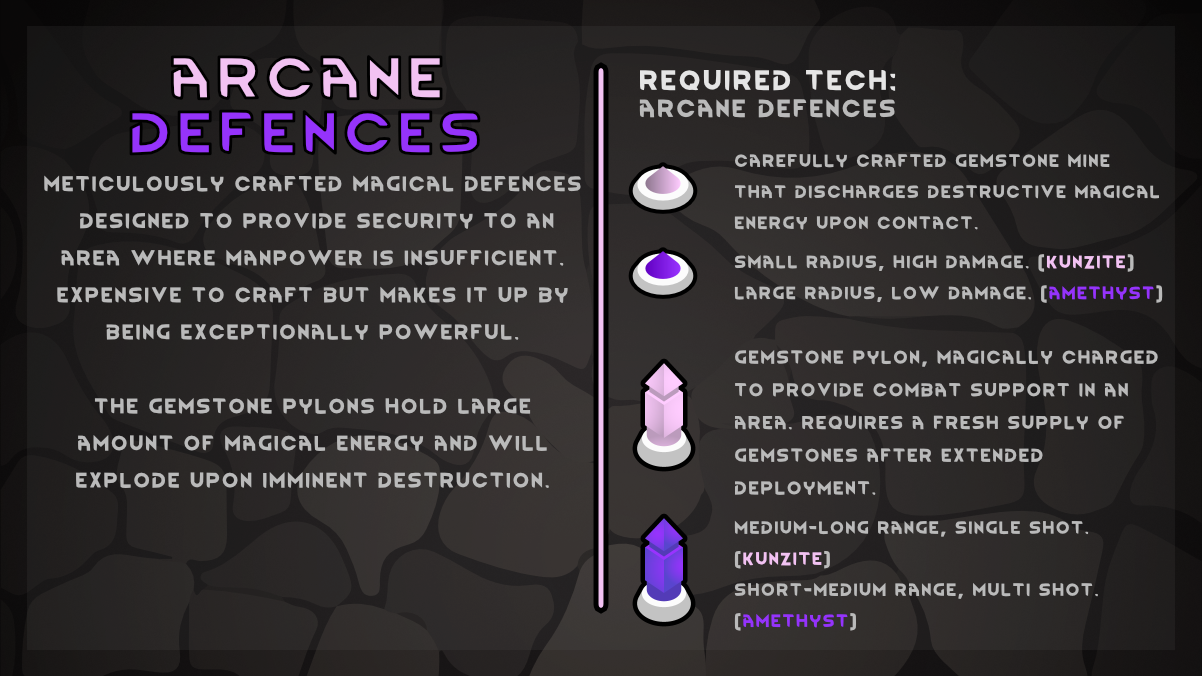 ARCANE
DEFENCES
METICULOUSLY CRAFTED MAGICAL DEFENCES
DESIGNED TO PROVIDE SECURITY TO AN
AREA WHERE MANPOWER IS INSUFFICIENT.
EXPENSIVE TO CRAFT BUT MAKES IT UP BY
BEING EXCEPTIONALLY POWERFUL.
THE GEMSTONE PYLONS HOLD LARGE
AMOUNT OF MAGICAL ENERGY AND WILL
EXPLODE UPON IMMINENT DESTRUCTION.
REQUIRED TECH:
ARCANE DEFENCES
CAREFULLY CRAFTED GEMSTONE MINE
THAT DISCHARGES DESTRUCTIVE MAGICAL
ENERGY UPON CONTACT.
SMALL RADIUS, HIGH DAMAGE. (KUNZITE)
LARGE RADIUS, LOW DAMAGE. (AMETHYST)
GEMSTONE PYLON, MAGICALLY CHARGED
TO PROVIDE COMBAT SUPPORT IN AN
AREA. REQUIRES A FRESH SUPPLY OF
GEMSTONES AFTER EXTENDED
DEPLOYMENT.
MEDIUM-LONG RANGE, SINGLE SHOT.
(KUNZITE)
SHORT-MEDIUM RANGE, MULTI SHOT.
(AMETHYST)